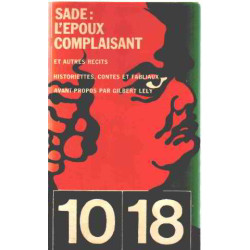 SADE:
L'EPOUX
COMPLAISANT
ET AUTRES RECITS
HISTORIETTES, CONTES ET FABLIAUX
AVANT-PROPOS PAR GILBERT LELY
10 18